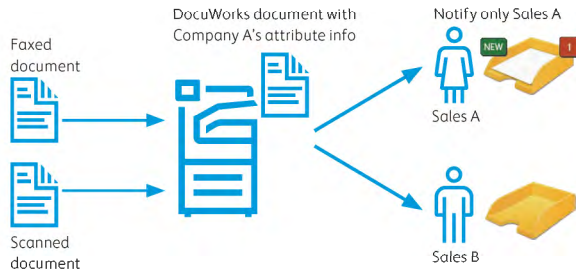 DocuWorks document with
Company A's attribute info
Notify only Sales A
Faxed
document
NEW
1
Sales A
Scanned
document
Sales B